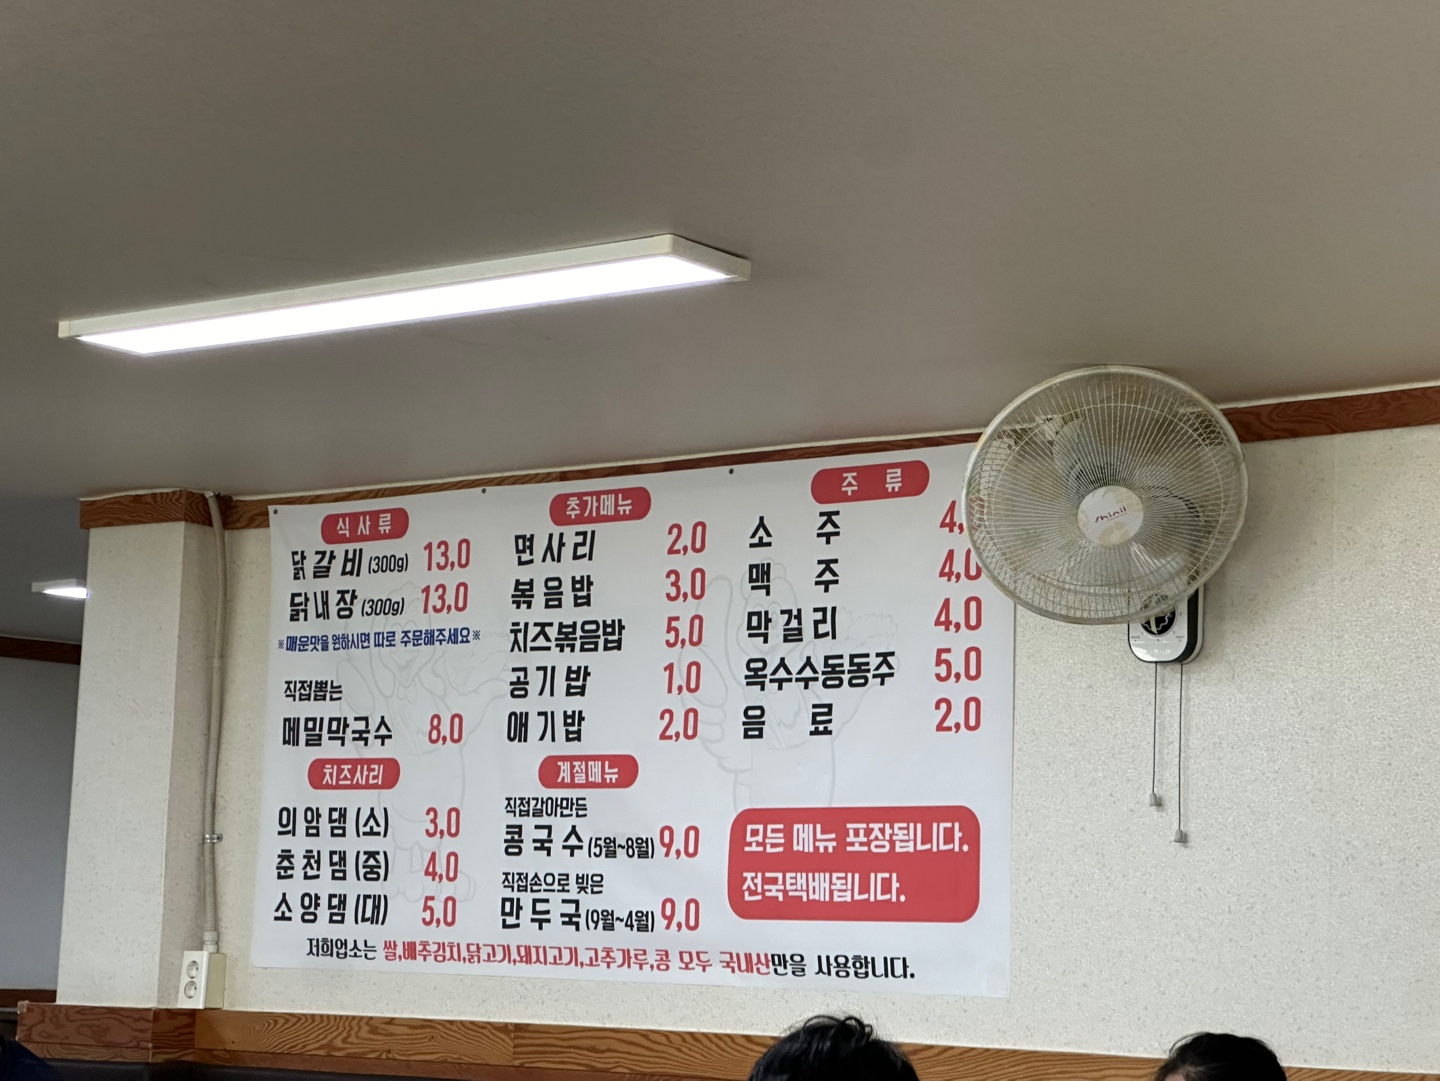 식사류
닭갈비 (300g) 13,0
닭내장 (300g) 13,0
※매운맛을 원하시면 따로 주문해주세요※
직접뽑는
메밀막국수 8,0
치즈사리
의암댐 (소) 3,0
춘천댐 (중) 4,0
소양댐 (대) 5,0
추가메뉴
면사리 2,0
볶음밥 3,0
치즈볶음밥 5,0
공기밥 1,0
애기밥 2,0
계절메뉴
직접갈아만든
콩국수 (5월~8월) 9,0
직접손으로 빚은
만두국 (9월~4월) 9,0
주류
소주 4,
맥주 4,0
막걸리 4,0
옥수수동동주 5,0
음료 2,0
모든 메뉴 포장됩니다.
전국택배됩니다.
저희업소는 쌀,배추김치,닭고기,돼지고기,고추가루,콩 모두 국내산만을 사용합니다.
shinil